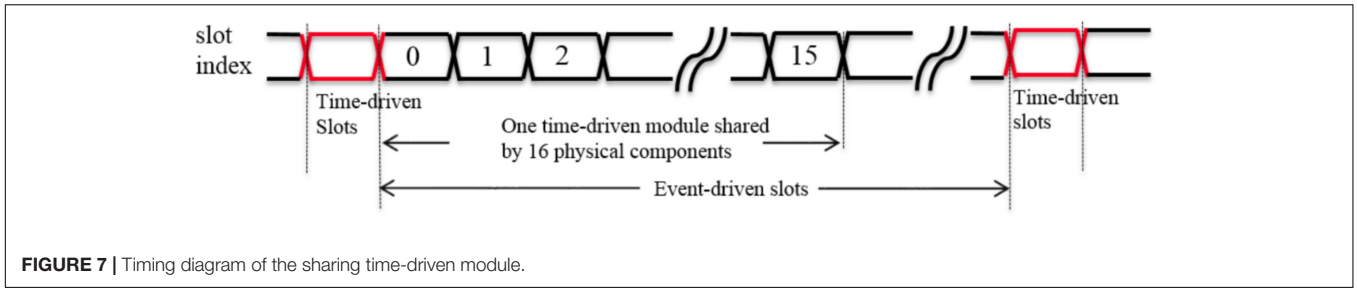 slot
index
0 1 2 15
Time-driven
Slots
One time-driven module shared
by 16 physical components
Time-driven
slots
Event-driven slots
FIGURE 7 | Timing diagram of the sharing time-driven module.